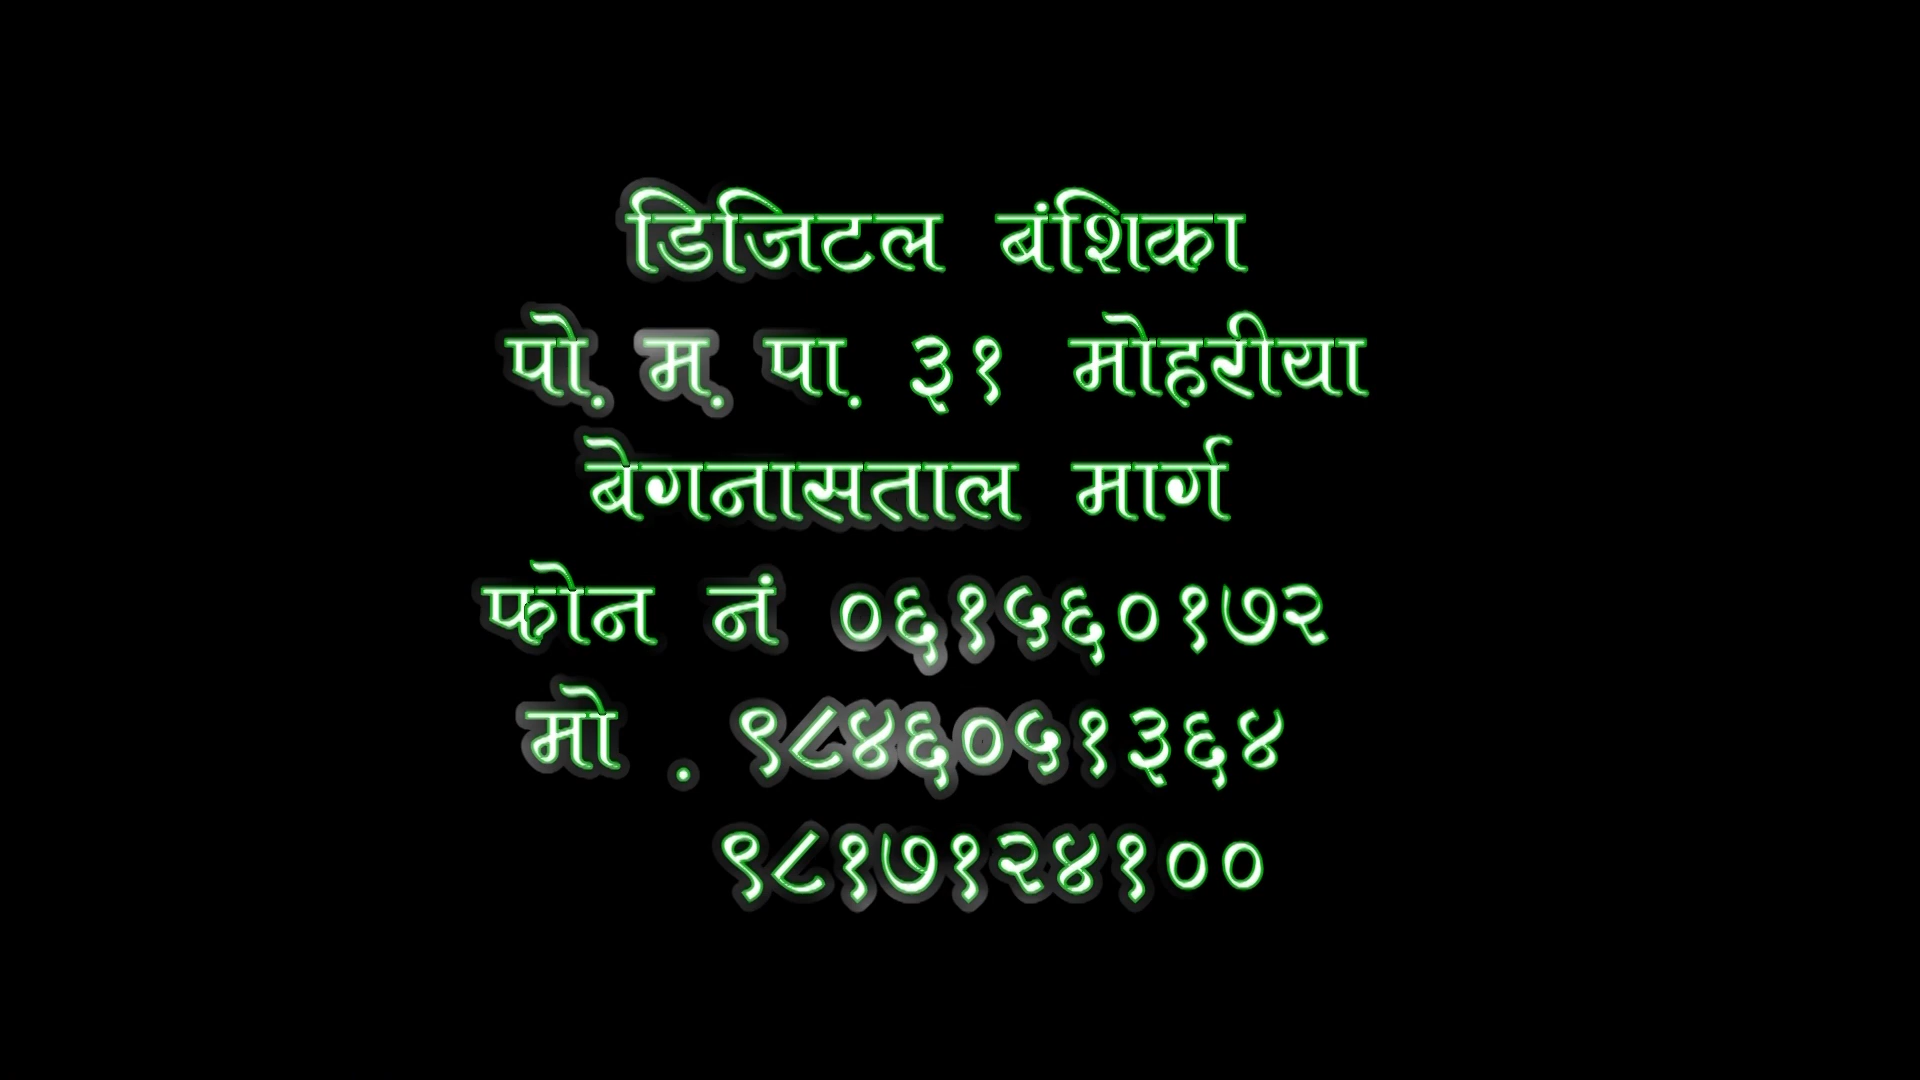 डिजिटल बंशिका
पो. म. पा. ३१ मोहरीया
बेगनासताल मार्ग
फोन नं ०६१५६०१७२
मो . ९८४६०५१३६४
९८१७१२४१००